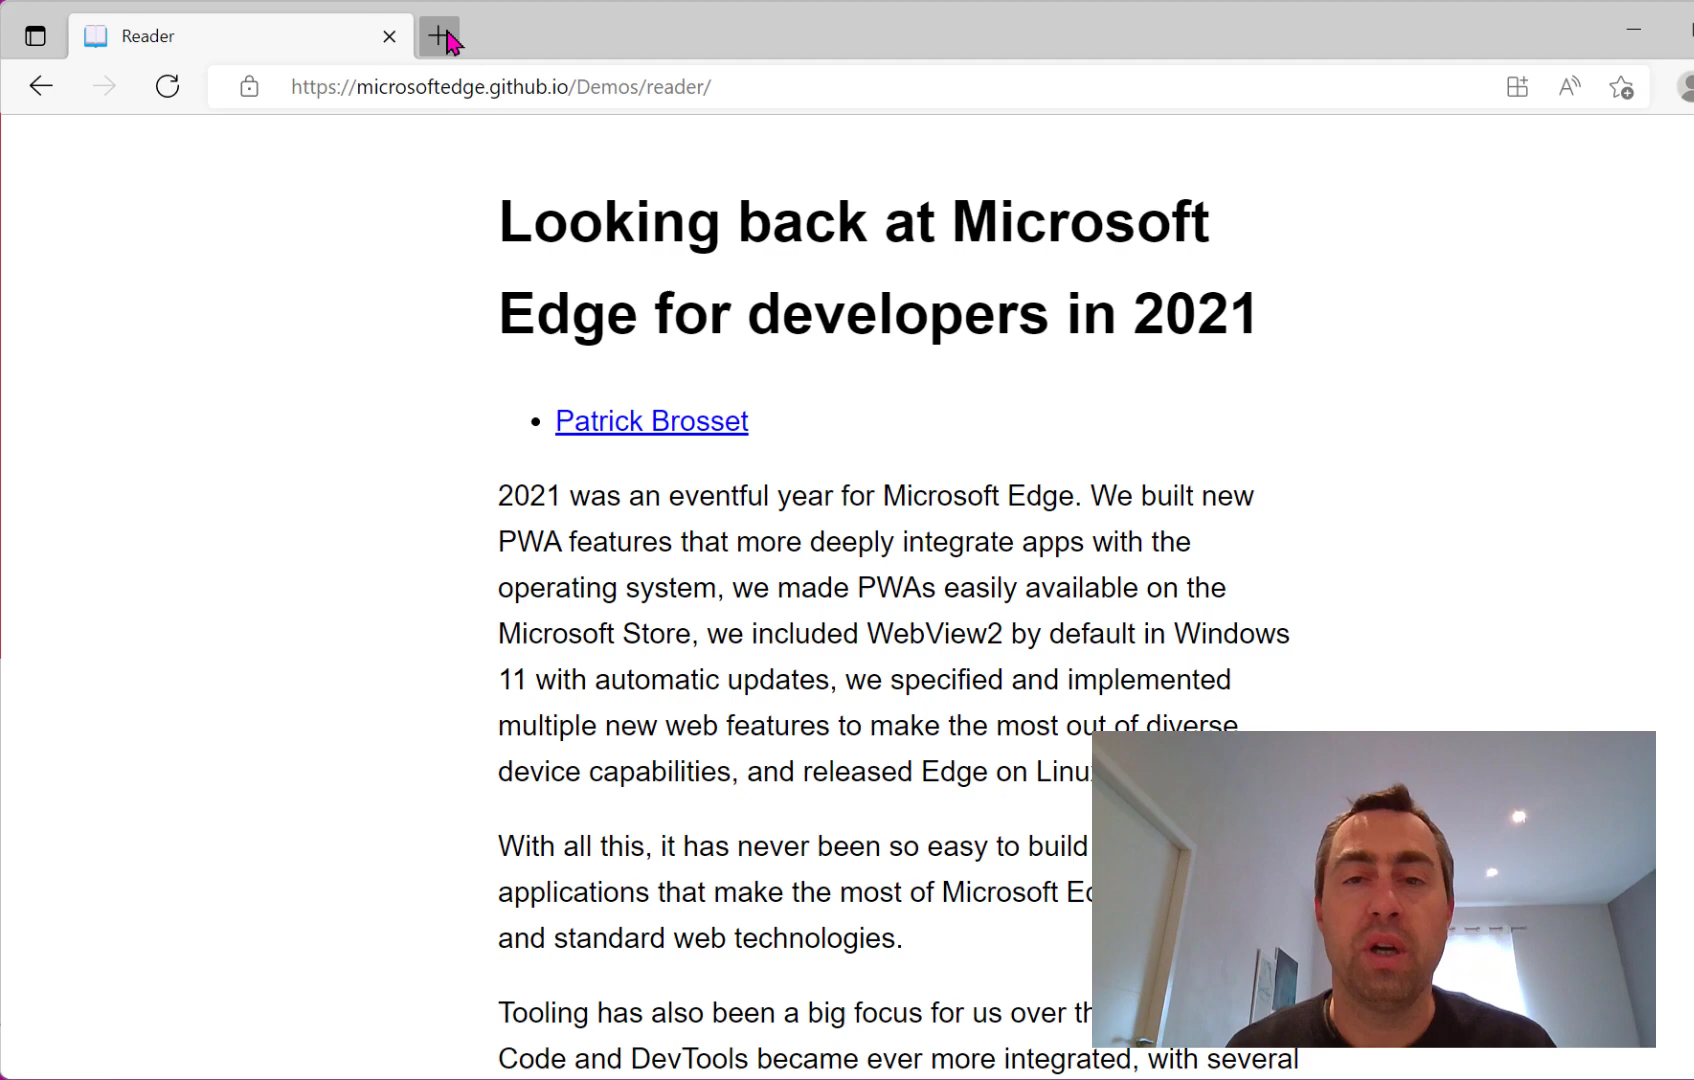 Reader
https://microsoftedge.github.io/Demos/reader/
Looking back at Microsoft
Edge for developers in 2021
Patrick Brosset
2021 was an eventful year for Microsoft Edge. We built new
PWA features that more deeply integrate apps with the
operating system, we made PWAs easily available on the
Microsoft Store, we included WebView2 by default in Windows
11 with automatic updates, we specified and implemented
multiple new web features to make the most out of diverse
device capabilities, and released Edge on
With all this, it has never been so easy to build
applications that make the most of Microsoft
and standard web technologies.
Tooling has also been a big focus for us over
Code and DevTools became ever more integrated, with several